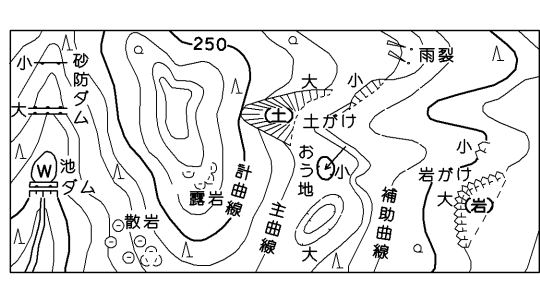 250
小
砂防ダム
大
W
池
ダム
散岩
露岩
計曲線
主曲線
大
小
土
土がけ
おう地
小
大
雨裂
補助曲線
小
岩がけ
大
(岩)